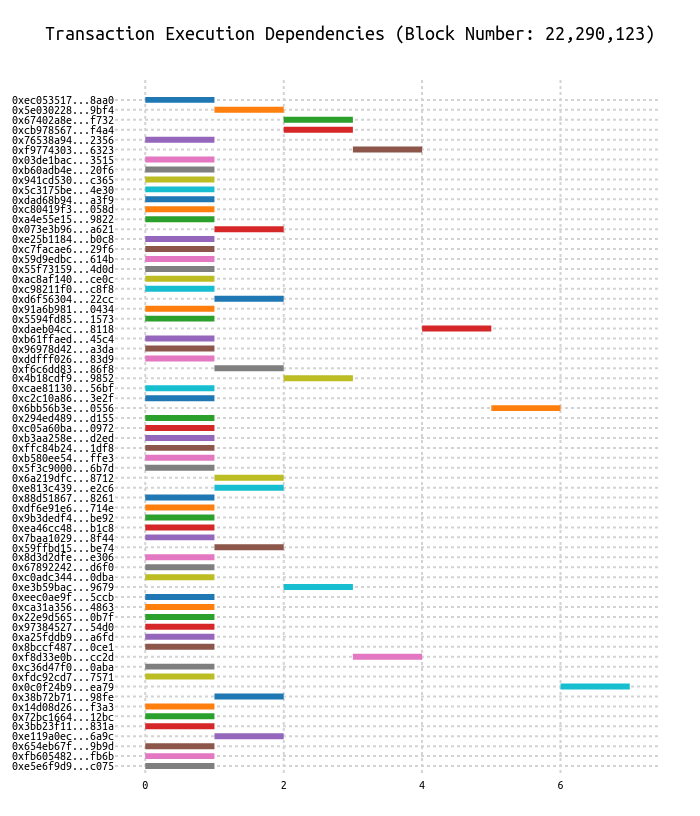 Transaction Execution Dependencies (Block Number: 22,290,123)
0xec053517...8aa0
0x5e030228...9bf4
0x67402a8e...f732
0xcb978567...f4a4
0x76538a94...2356
0xf9774303...6323
0x03de1bac...3515
0xb60adb4e...20f6
0x941cd530...c365
0x5c3175be...4e30
0xdad68b94...a3f9
0xc80419f3...058d
0xa4e55e15...9822
0x073e3b96...a621
0xe25b1184...b0c8
0xc7facae6...29f6
0x59d9edbc...614b
0x55f73159...4d0d
0xac8af140...ce0c
0xc98211f0...c8f8
0xd6f56304...22cc
0x91a6b981...0434
0x5594fd85...1573
0xdaeb04cc...8118
0xb61ffaed...45c4
0x96978d42...a3da
0xddfff026...83d9
0xf6c6dd83...86f8
0x4b18cdf9...9852
0xcae81130...56bf
0xc2c10a86...3e2f
0x6bb56b3e...0556
0x294ed489...d155
0xc05a60ba...0972
0xb3aa258e...d2ed
0xffc84b24...1df8
0xb580ee54...ffe3
0x5f3c9000...6b7d
0x6a219dfc...8712
0xe813c439...e2c6
0x88d51867...8261
0xdf6e91e6...714e
0x9b3dedf4...be92
0xea46cc48...b1c8
0x7baa1029...8f44
0x59ffbd15...be74
0x8d3d2dfe...e306
0x67892242...d6f0
0xc0adc344...0dba
0xe3b59bac...9679
0xeec0ae9f...5ccb
0xca31a356...4863
0x22e9d565...0b7f
0x97384527...54d0
0xa25fddb9...a6fd
0x8bccf487...0ce1
0xf8d33e0b...cc2d
0xc36d47f0...0aba
0xfdc92cd7...7571
0x0c0f24b9...ea79
0x38b72b71...98fe
0x14d08d26...f3a3
0x72bc1664...12bc
0x3bb23f11...831a
0xe119a0ec...6a9c
0x654eb67f...9b9d
0xfb605482...fb6b
0xe5e6f9d9...c075
0 2 4 6